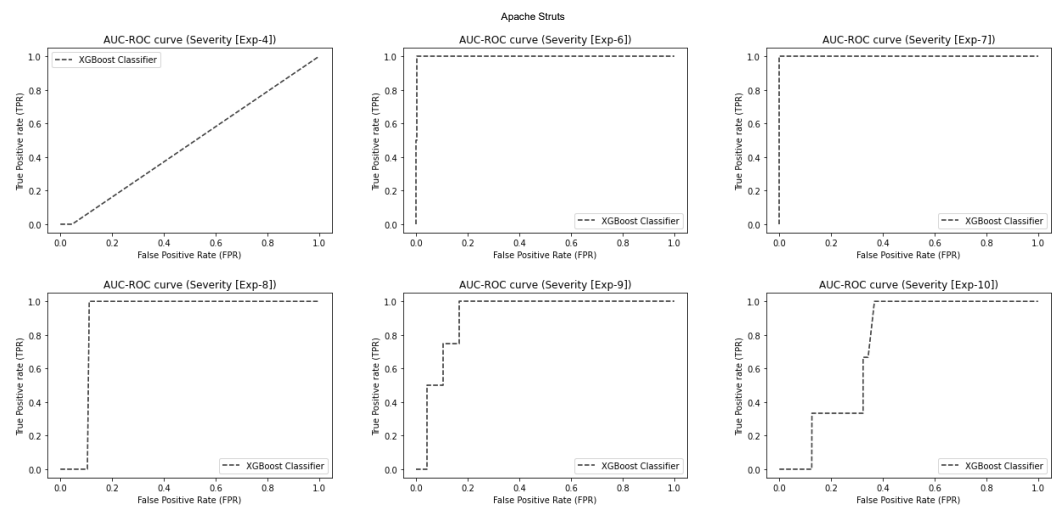 Apache Struts
AUC-ROC curve (Severity [Exp-4])
True Positive rate (TPR)
1.0
0.8
0.6
0.4
0.2
0.0
XGBoost Classifier
0.0 0.2 0.4 0.6 0.8 1.0
False Positive Rate (FPR)
AUC-ROC curve (Severity [Exp-6])
True Positive rate (TPR)
1.0
0.8
0.6
0.4
0.2
0.0
XGBoost Classifier
0.0 0.2 0.4 0.6 0.8 1.0
False Positive Rate (FPR)
AUC-ROC curve (Severity [Exp-7])
True Positive rate (TPR)
1.0
0.8
0.6
0.4
0.2
0.0
XGBoost Classifier
0.0 0.2 0.4 0.6 0.8 1.0
False Positive Rate (FPR)
AUC-ROC curve (Severity [Exp-8])
True Positive rate (TPR)
1.0
0.8
0.6
0.4
0.2
0.0
XGBoost Classifier
0.0 0.2 0.4 0.6 0.8 1.0
False Positive Rate (FPR)
AUC-ROC curve (Severity [Exp-9])
True Positive rate (TPR)
1.0
0.8
0.6
0.4
0.2
0.0
XGBoost Classifier
0.0 0.2 0.4 0.6 0.8 1.0
False Positive Rate (FPR)
AUC-ROC curve (Severity [Exp-10])
True Positive rate (TPR)
1.0
0.8
0.6
0.4
0.2
0.0
XGBoost Classifier
0.0 0.2 0.4 0.6 0.8 1.0
False Positive Rate (FPR)